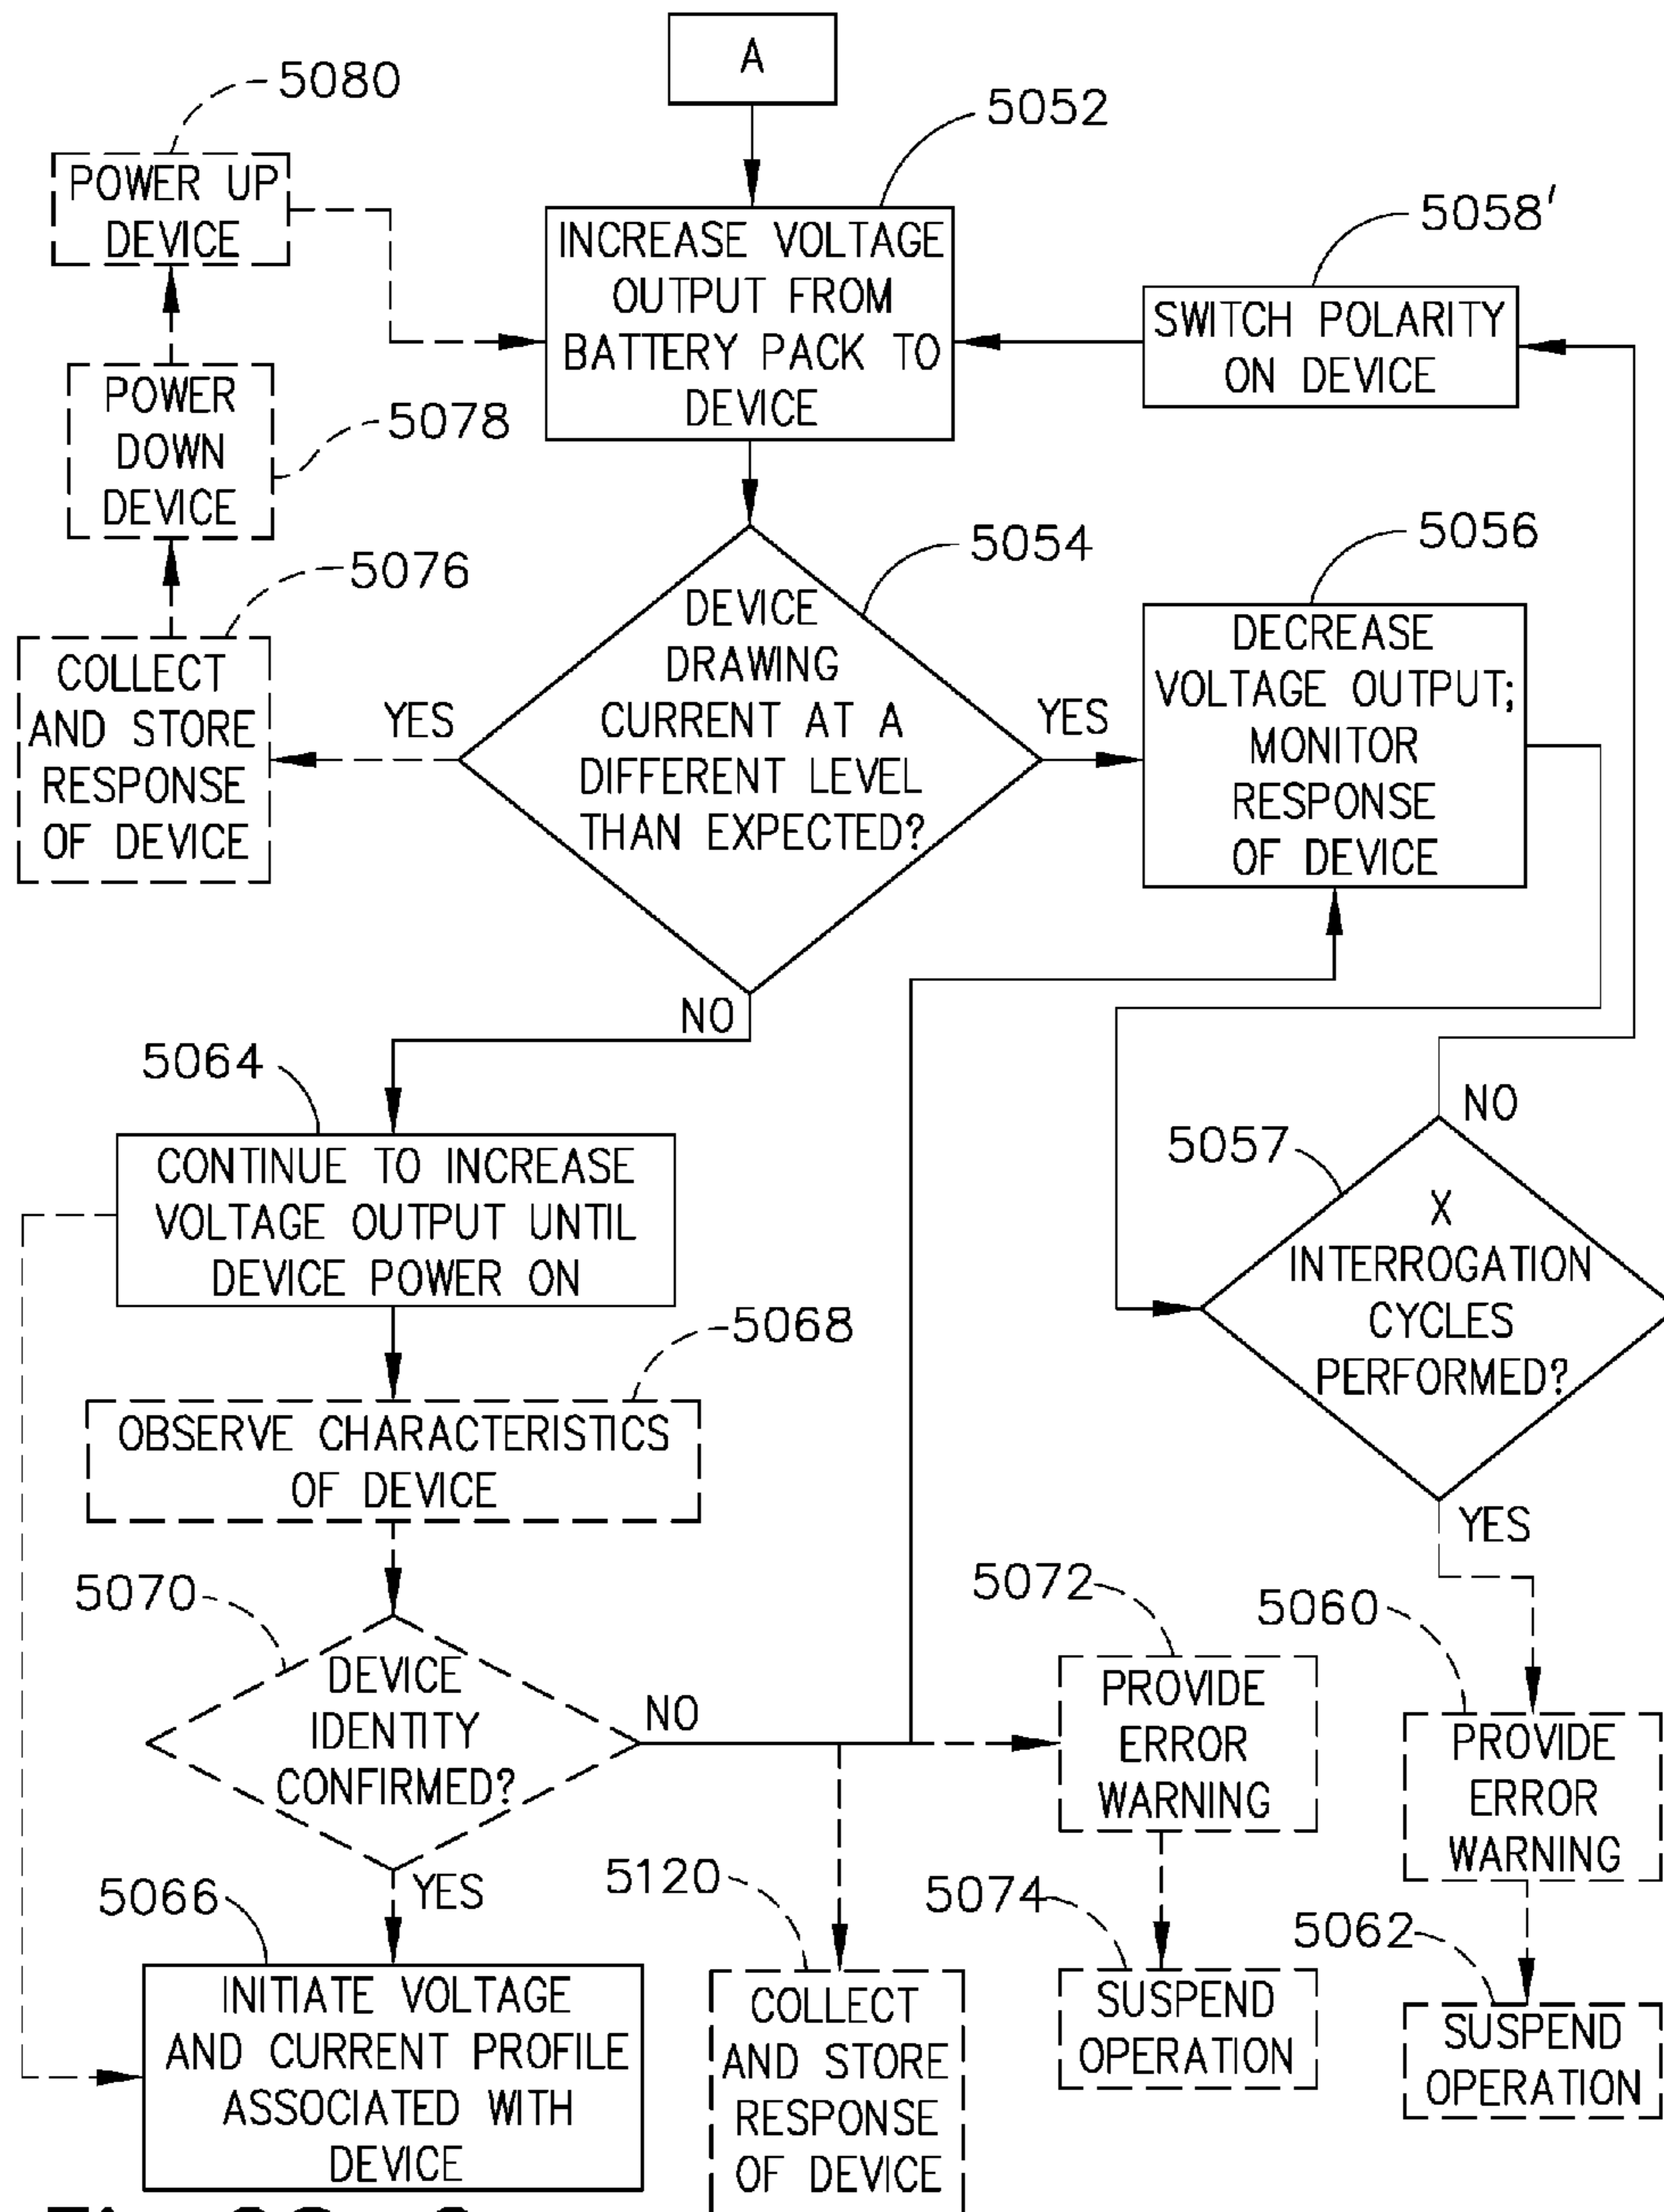 A
5080
5052
POWER UP
DEVICE
5058'
INCREASE VOLTAGE
OUTPUT FROM
BATTERY PACK TO
DEVICE
SWITCH POLARITY
ON DEVICE
POWER
DOWN
DEVICE
5078
5076
5054
5056
COLLECT
AND STORE
RESPONSE
OF DEVICE
YES
DEVICE
DRAWING
CURRENT AT A
DIFFERENT LEVEL
THAN EXPECTED?
YES
DECREASE
VOLTAGE OUTPUT;
MONITOR
RESPONSE
OF DEVICE
NO
5064
CONTINUE TO INCREASE
VOLTAGE OUTPUT UNTIL
DEVICE POWER ON
NO
5057
X
INTERROGATION
CYCLES
PERFORMED?
5068
OBSERVE CHARACTERISTICS
OF DEVICE
YES
5070
DEVICE
IDENTITY
CONFIRMED?
NO
5072
PROVIDE
ERROR
WARNING
5060
PROVIDE
ERROR
WARNING
YES
5066
INITIATE VOLTAGE
AND CURRENT PROFILE
ASSOCIATED WITH
DEVICE
5120
COLLECT
AND STORE
RESPONSE
OF DEVICE
5074
SUSPEND
OPERATION
5062
SUSPEND
OPERATION